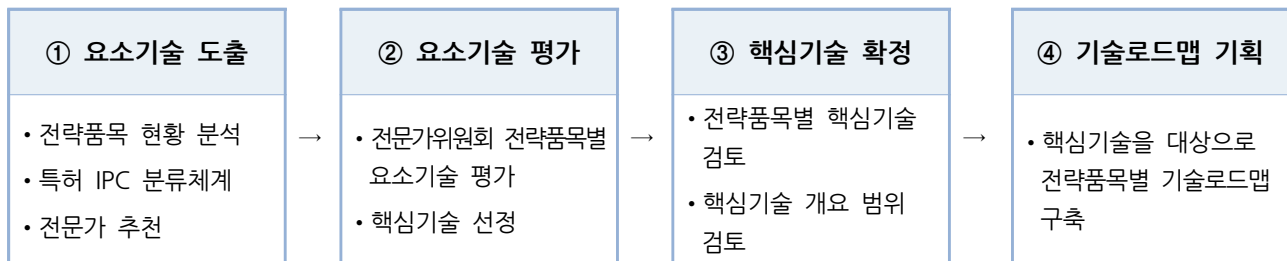 ① 요소기술 도출
• 전략품목 현황 분석
• 특허 IPC 분류체계
• 전문가 추천
→
② 요소기술 평가
• 전문가위원회 전략품목별
요소기술 평가
• 핵심기술 선정
→
③ 핵심기술 확정
• 전략품목별 핵심기술
검토
• 핵심기술 개요 범위
검토
→
④ 기술로드맵 기획
• 핵심기술을 대상으로
전략품목별 기술로드맵
구축